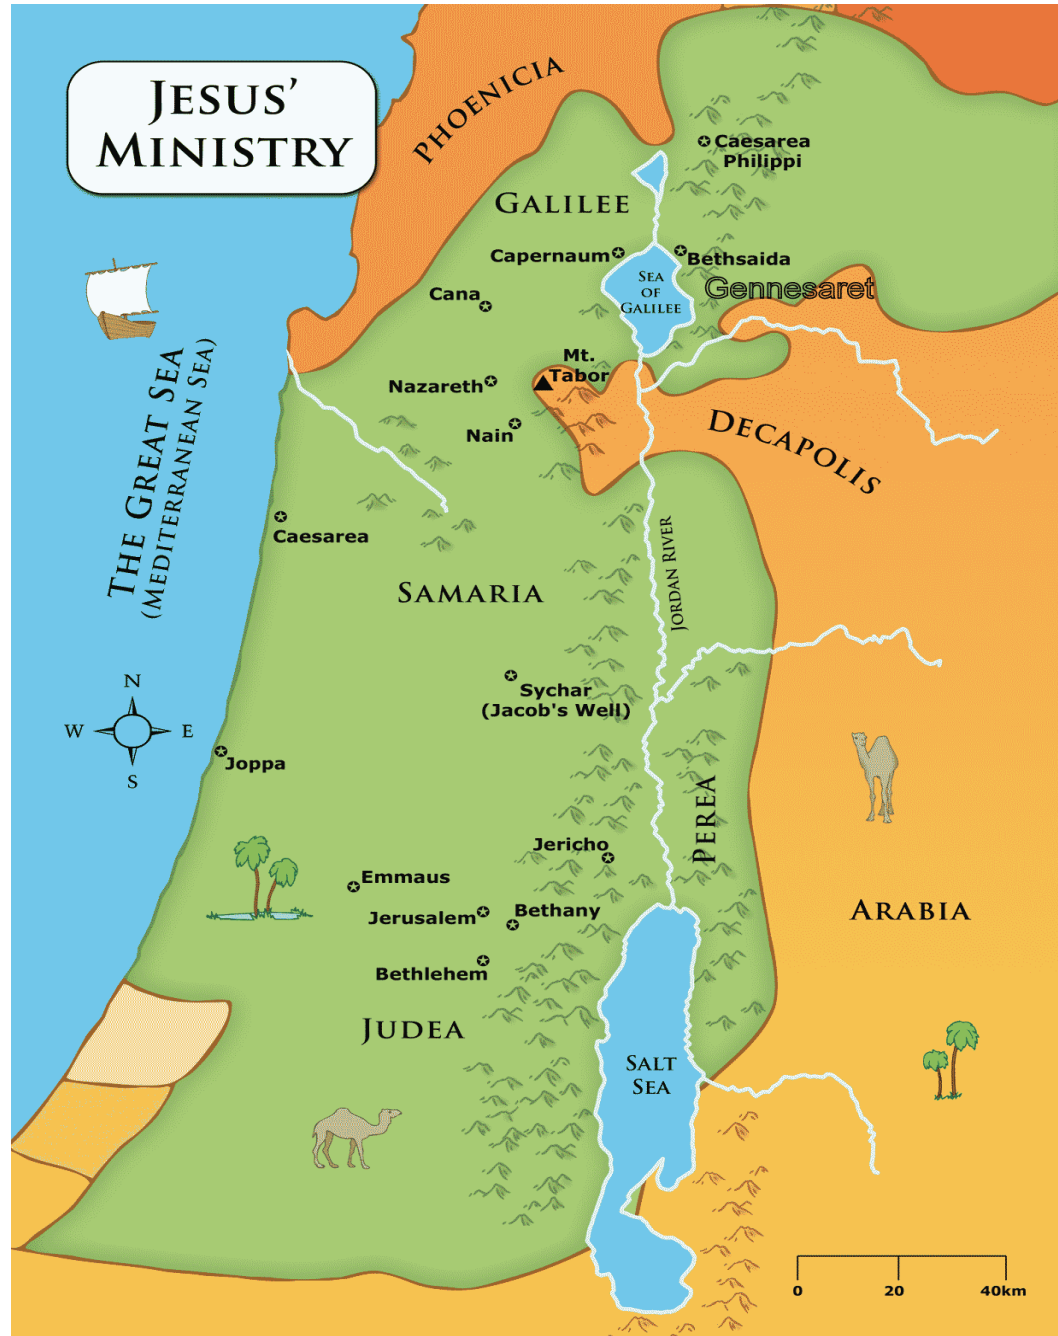 JESUS'
MINISTRY
PHOENICIA
Caesarea
Philippi
GALILEE
Capernaum
Bethsaida
SEA
OF
GALILEE
Gennesaret
Cana
Mt.
Tabor
Nazareth
Nain
DECAPOLIS
THE GREAT SEA
(MEDITERRANEAN SEA)
Caesarea
JORDAN RIVER
SAMARIA
Sychar
(Jacob's Well)
N
W
E
S
Joppa
PEREA
Jericho
Emmaus
Jerusalem
Bethany
ARABIA
Bethlehem
JUDEA
SALT
SEA
0 20 40km